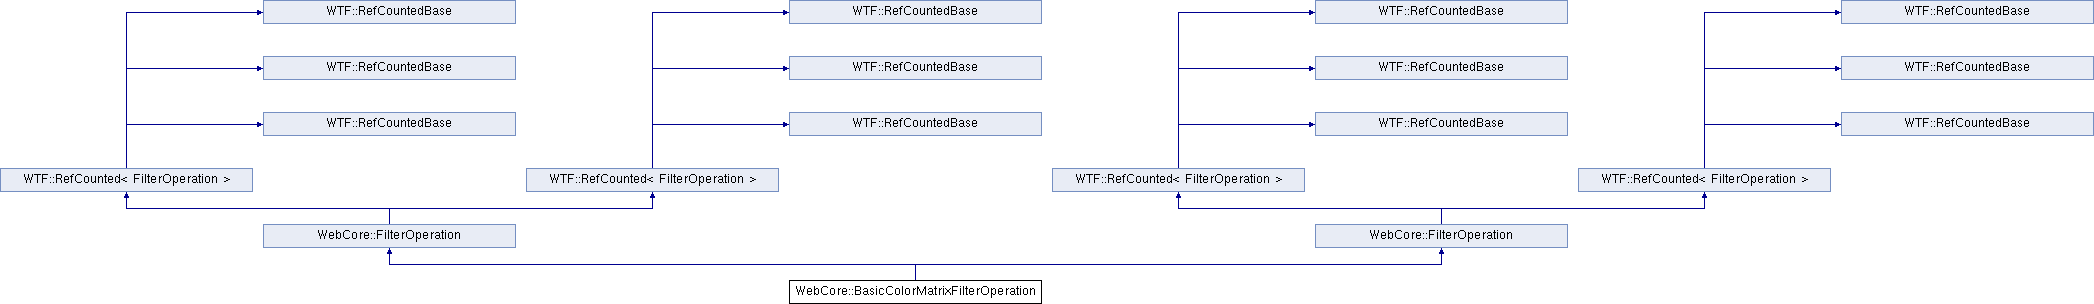 WTF::RefCountedBase
WTF::RefCountedBase
WTF::RefCountedBase
WTF::RefCountedBase
WTF::RefCountedBase
WTF::RefCountedBase
WTF::RefCountedBase
WTF::RefCountedBase
WTF::RefCountedBase
WTF::RefCountedBase
WTF::RefCountedBase
WTF::RefCountedBase
WTF::RefCounted< FilterOperation >
WTF::RefCounted< FilterOperation >
WTF::RefCounted< FilterOperation >
WTF::RefCounted< FilterOperation >
WebCore::FilterOperation
WebCore::FilterOperation
WebCore::BasicColorMatrixFilterOperation